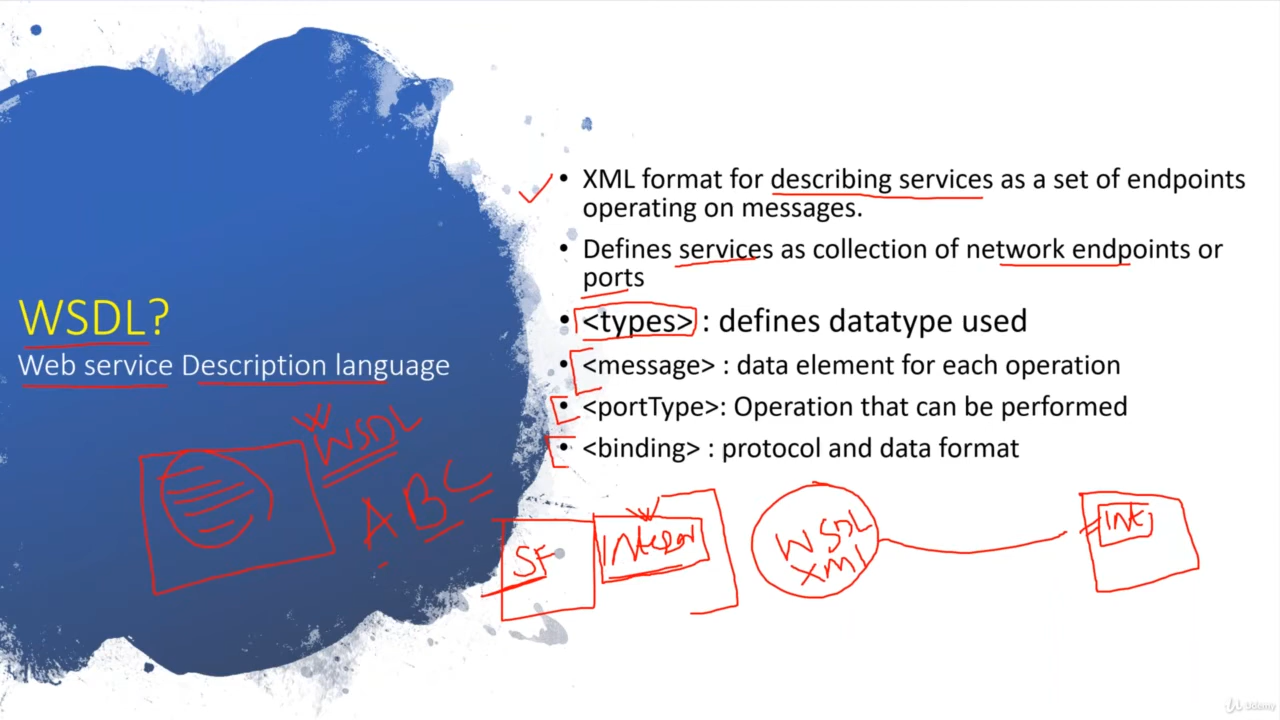 WSDL?
Web service Description language
• XML format for describing services as a set of endpoints
operating on messages.
• Defines services as collection of network endpoints or
ports
• <types> : defines datatype used
• <message> : data element for each operation
• <portType>: Operation that can be performed
• <binding> : protocol and data format
WSDL
ABC
SF
WSDL
XML
Udemy